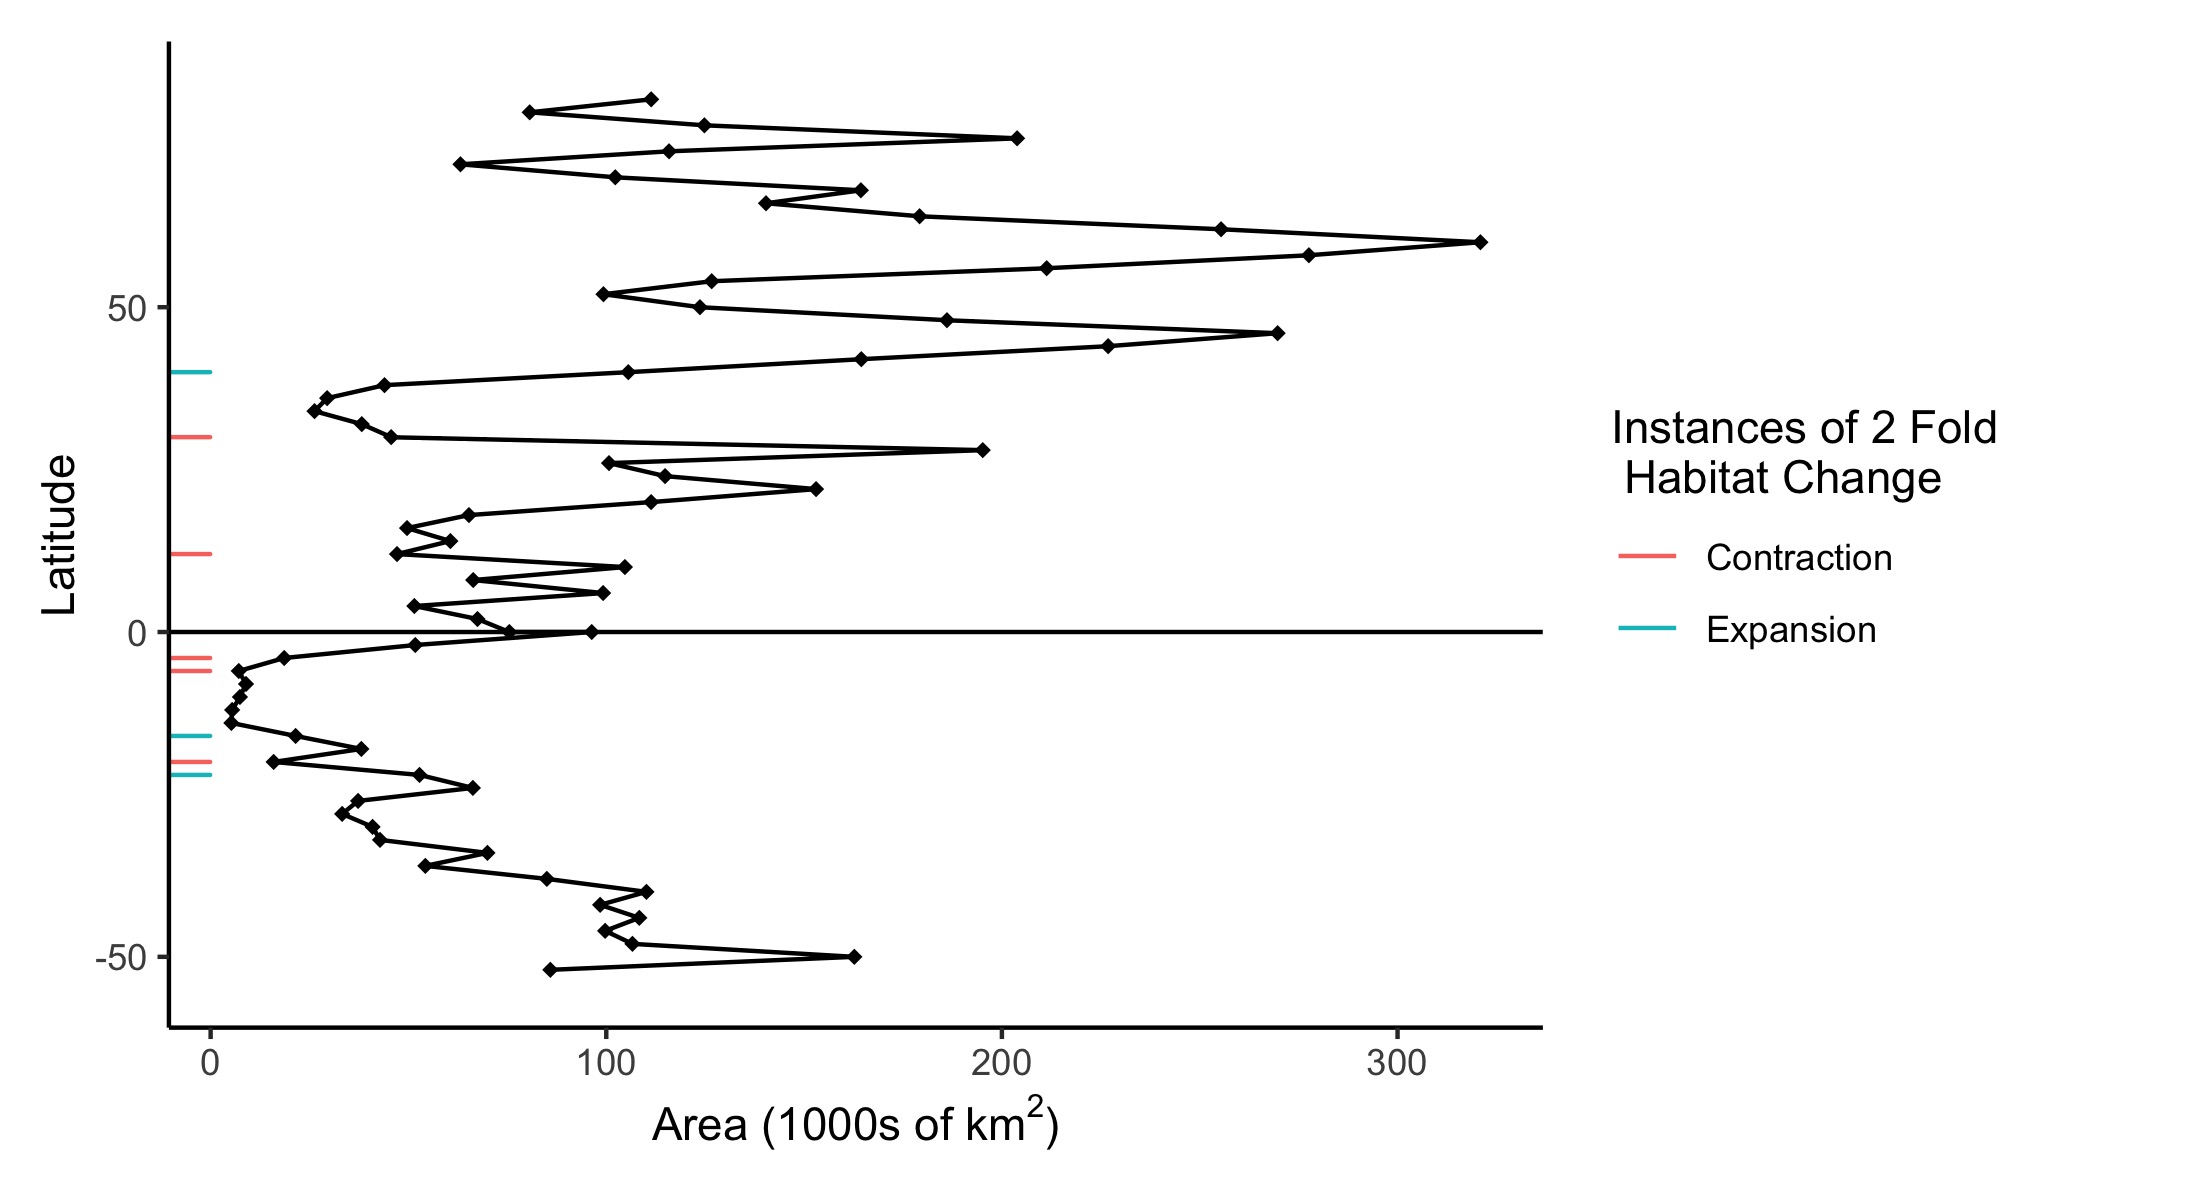 50
0
-50
Latitude
0
100
200
300
Area (1000s of km²)
Instances of 2 Fold
Habitat Change
Contraction
Expansion